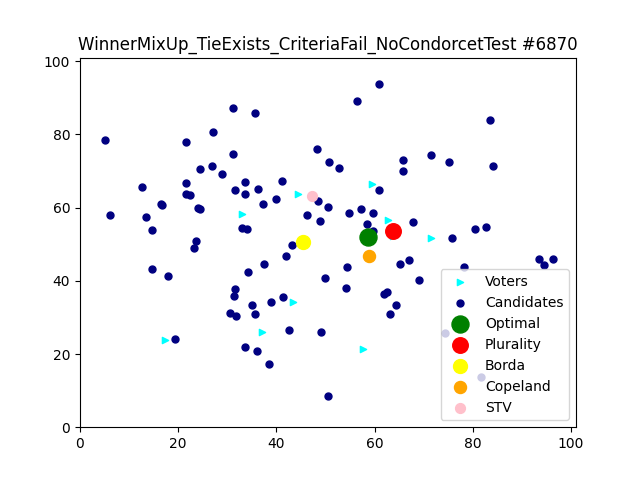 WinnerMixUp_TieExists_CriteriaFail_NoCondorcetTest #6870
100
80
60
40
20
0
0 20 40 60 80 100
Voters
Candidates
Optimal
Plurality
Borda
Copeland
STV